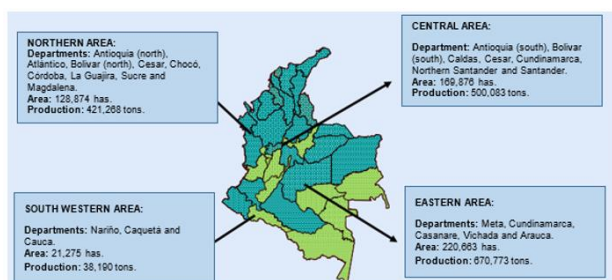 NORTHERN AREA:
Departments: Antioquia (north),
Atlántico, Bolivar (north), Cesar, Chocó,
Córdoba, La Guajira, Sucre and
Magdalena.
Area: 128,874 has.
Production: 421,268 tons.
CENTRAL AREA:
Department: Antioquia (south), Bolivar
(south), Caldas, Cesar, Cundinamarca,
Northern Santander and Santander.
Area: 169,876 has.
Production: 500,083 tons.
SOUTH WESTERN AREA:
Departments: Nariño, Caquetá and
Cauca.
Area: 21,275 has.
Production: 38,190 tons.
EASTERN AREA:
Departments: Meta, Cundinamarca,
Casanare, Vichada and Arauca.
Area: 220,663 has.
Production: 670,773 tons.